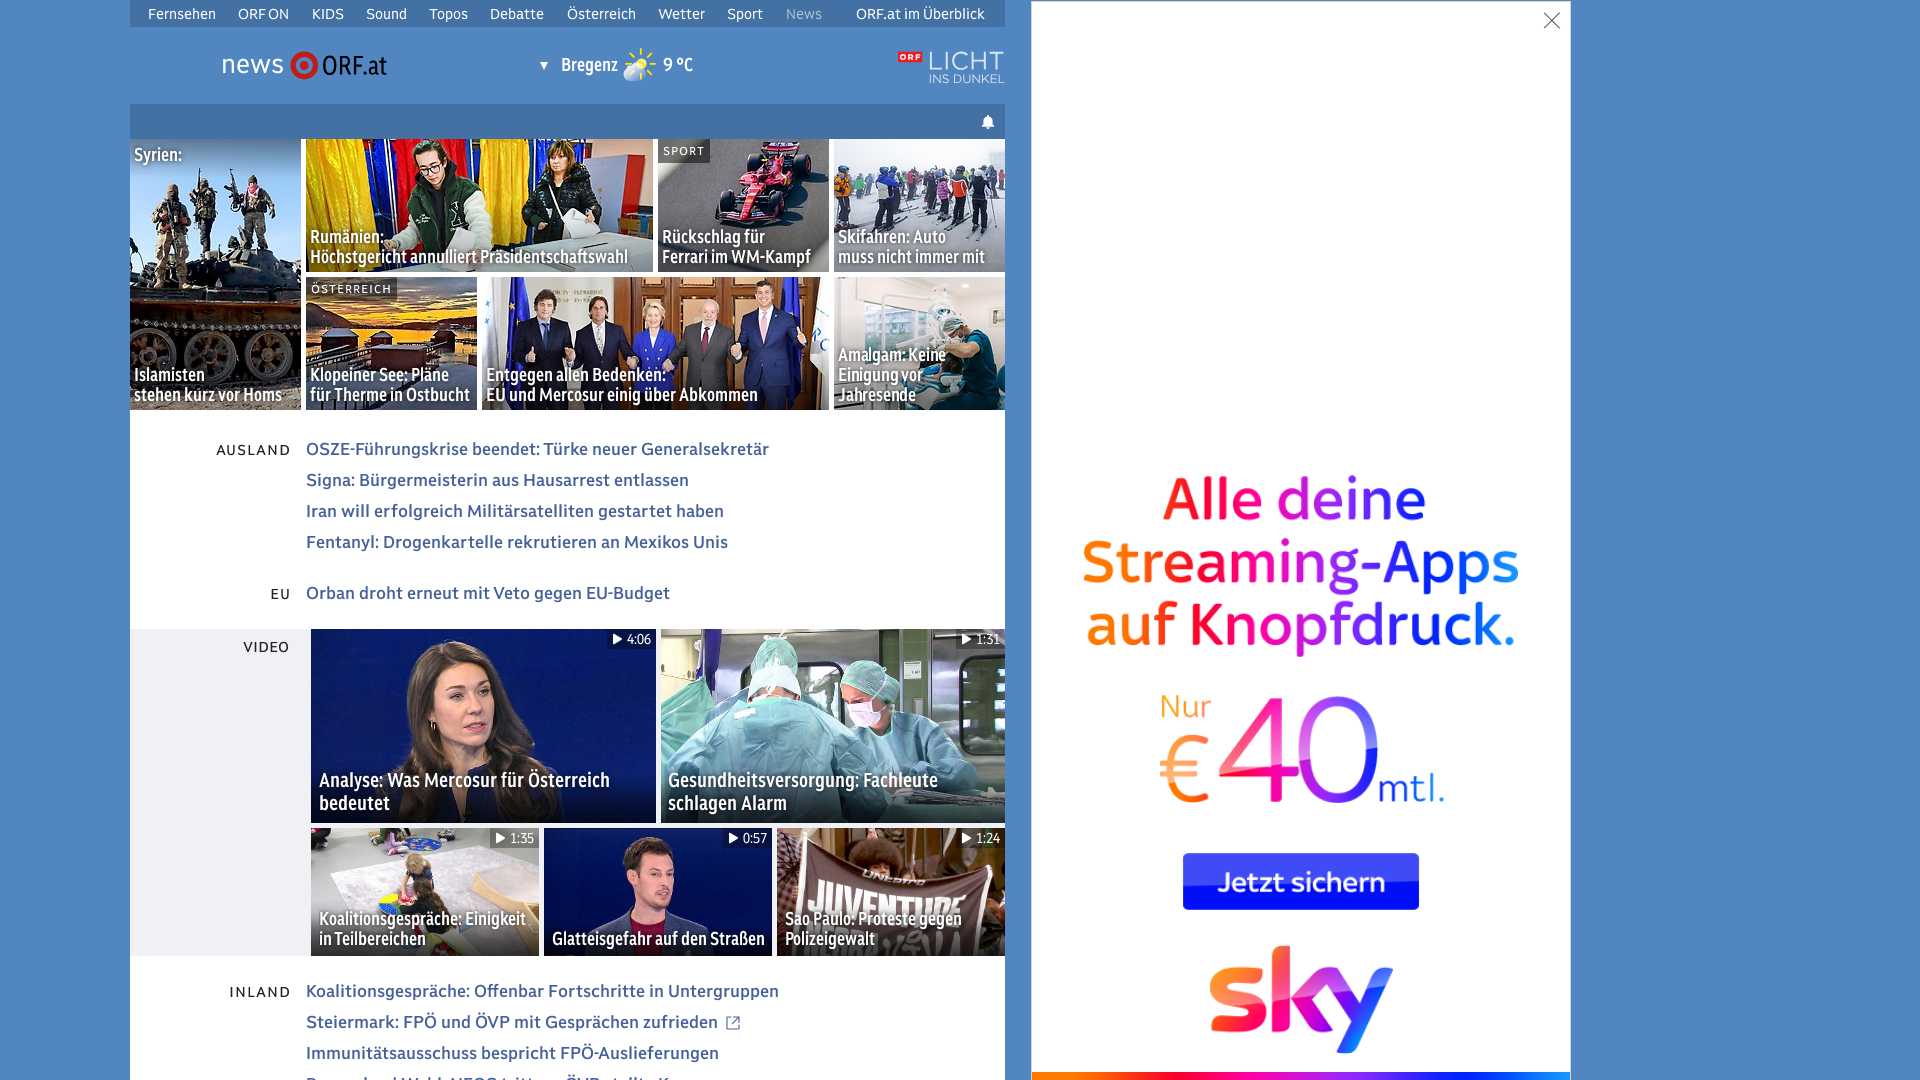 Fernsehen ORF ON KIDS Sound Topos Debatte Österreich Wetter Sport News ORF.at im Überblick
news ORF.at
Bregenz 9 °C
ORF LICHT
INS DUNKEL
Syrien:
Islamisten
stehen kurz vor Homs
Rumänien:
Höchstgericht annulliert Präsidentschaftswahl
SPORT
Rückschlag für
Ferrari im WM-Kampf
Skifahren: Auto
muss nicht immer mit
ÖSTERREICH
Klopeiner See: Pläne
für Therme in Ostbucht
Entgegen allen Bedenken:
EU und Mercosur einig über Abkommen
Amalgam: Keine
Einigung vor
Jahresende
AUSLAND
OSZE-Führungskrise beendet: Türke neuer Generalsekretär
Signa: Bürgermeisterin aus Hausarrest entlassen
Iran will erfolgreich Militärsatelliten gestartet haben
Fentanyl: Drogenkartelle rekrutieren an Mexikos Unis
EU
Orban droht erneut mit Veto gegen EU-Budget
VIDEO
4:06
Analyse: Was Mercosur für Österreich
bedeutet
1:31
Gesundheitsversorgung: Fachleute
schlagen Alarm
1:35
Koalitionsgespräche: Einigkeit
in Teilbereichen
0:57
Glatteisgefahr auf den Straßen
1:24
JUVENTUDE
Sao Paulo: Proteste gegen
Polizeigewalt
INLAND
Koalitionsgespräche: Offenbar Fortschritte in Untergruppen
Steiermark: FPÖ und ÖVP mit Gesprächen zufrieden
Immunitätsausschuss bespricht FPÖ-Auslieferungen
Alle deine
Streaming-Apps
auf Knopfdruck.
Nur
€40 mtl.
Jetzt sichern
sky